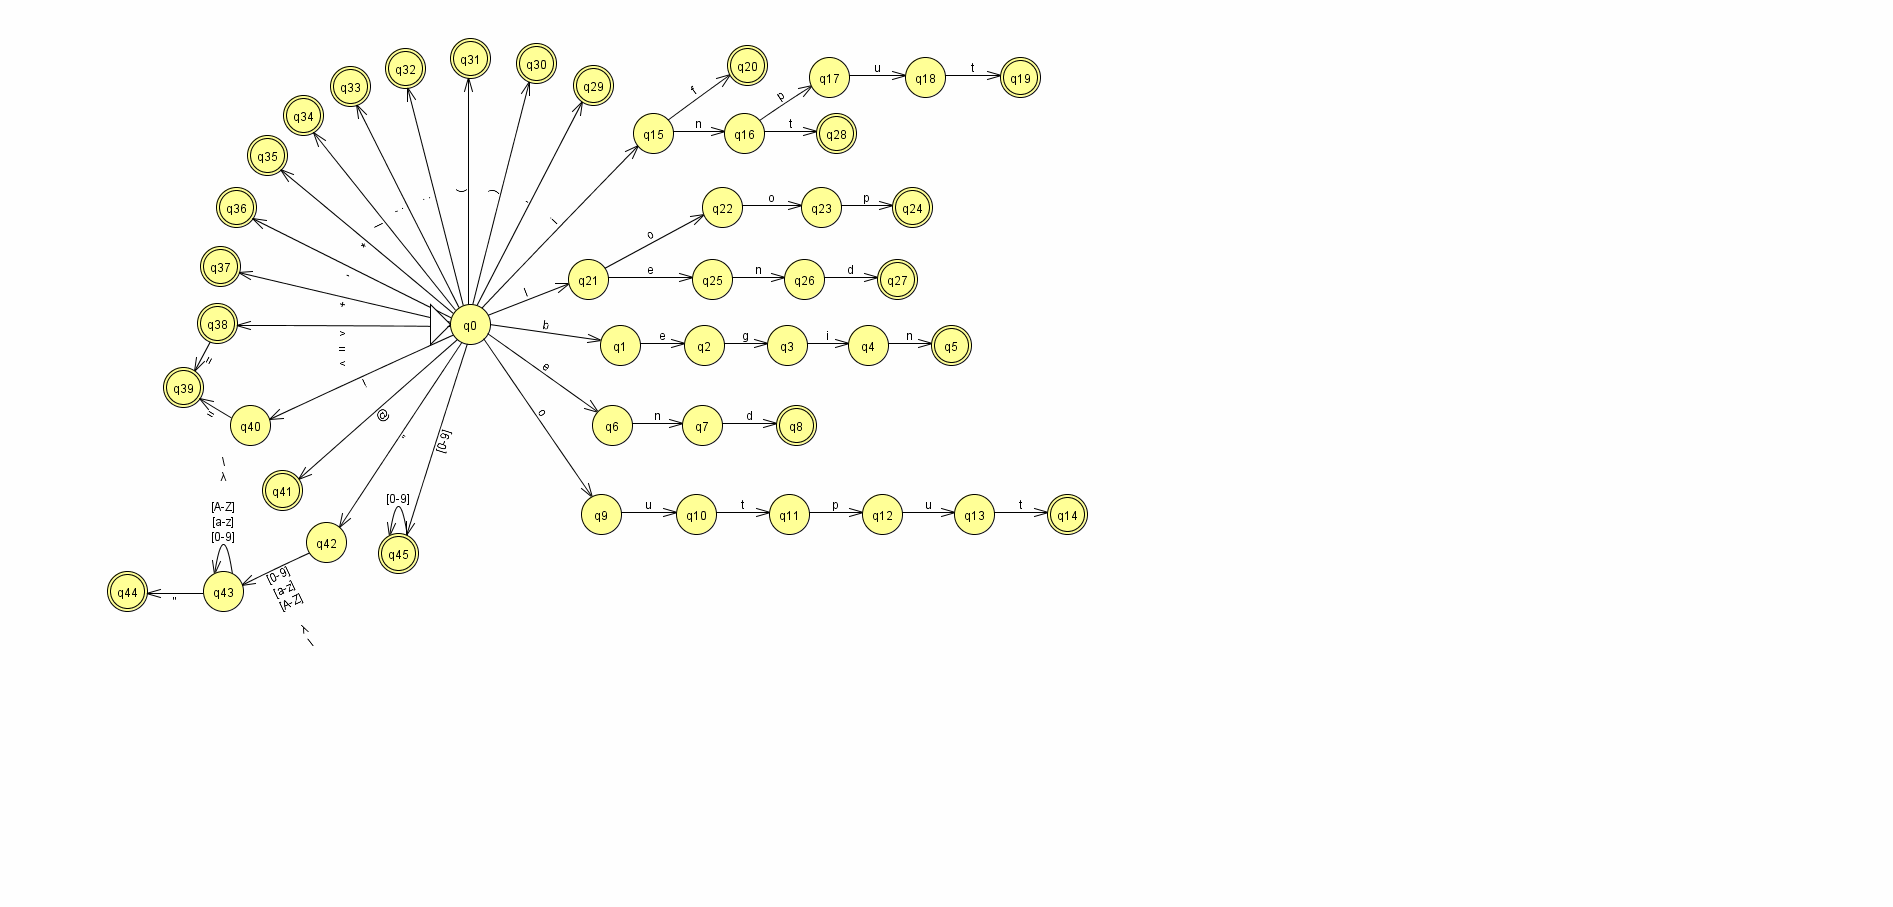 q31
q30
q32
q20
q29
q17
u
q18
t
q19
q33
f
p
q34
q15
n
q16
t
q28
q35
)
(
q36
q22
o
q23
p
q24
i
/
*
o
q37
-
q21
e
q25
n
q26
d
q27
l
+
q38
q0
b
>
=
<
q1
e
q2
g
q3
i
q4
n
q5
=
e
q39
=
@
o
q40
q6
n
q7
d
q8
"
[0-9]
\
λ
q41
[0-9]
[A-Z]
[a-z]
[0-9]
q9
u
q10
t
q11
p
q12
u
q13
t
q14
q42
q45
[0-9]
[a-z]
[A-Z]
q44
"
q43
λ